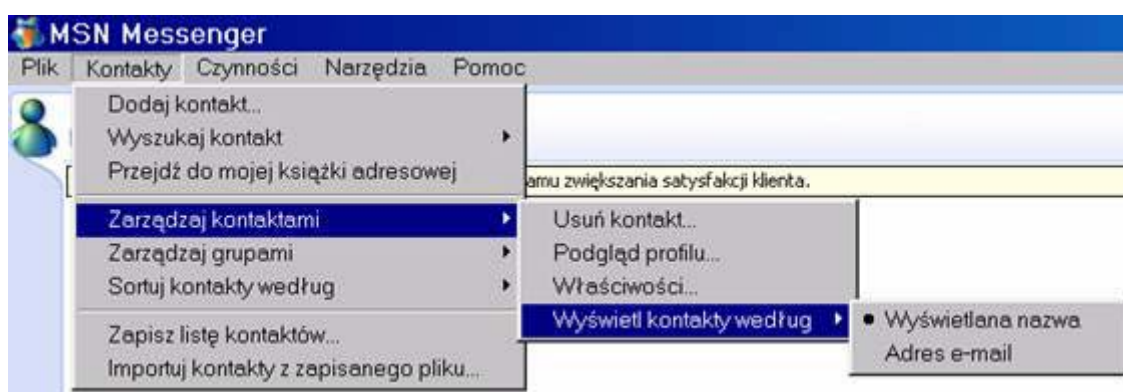 MSN Messenger
Plik Kontakty Czynności Narzędzia Pomoc
Dodaj kontakt...
Wyszukaj kontakt
Przejdź do mojej książki adresowej
amu zwiększania satysfakcji klienta.
Zarządzaj kontaktami
Zarządzaj grupami
Sortuj kontakty według
Zapisz listę kontaktów...
Importuj kontakty z zapisanego pliku...
Usuń kontakt...
Podgląd profilu...
Właściwości...
Wyświetl kontakty według
Wyświetlana nazwa
Adres e-mail